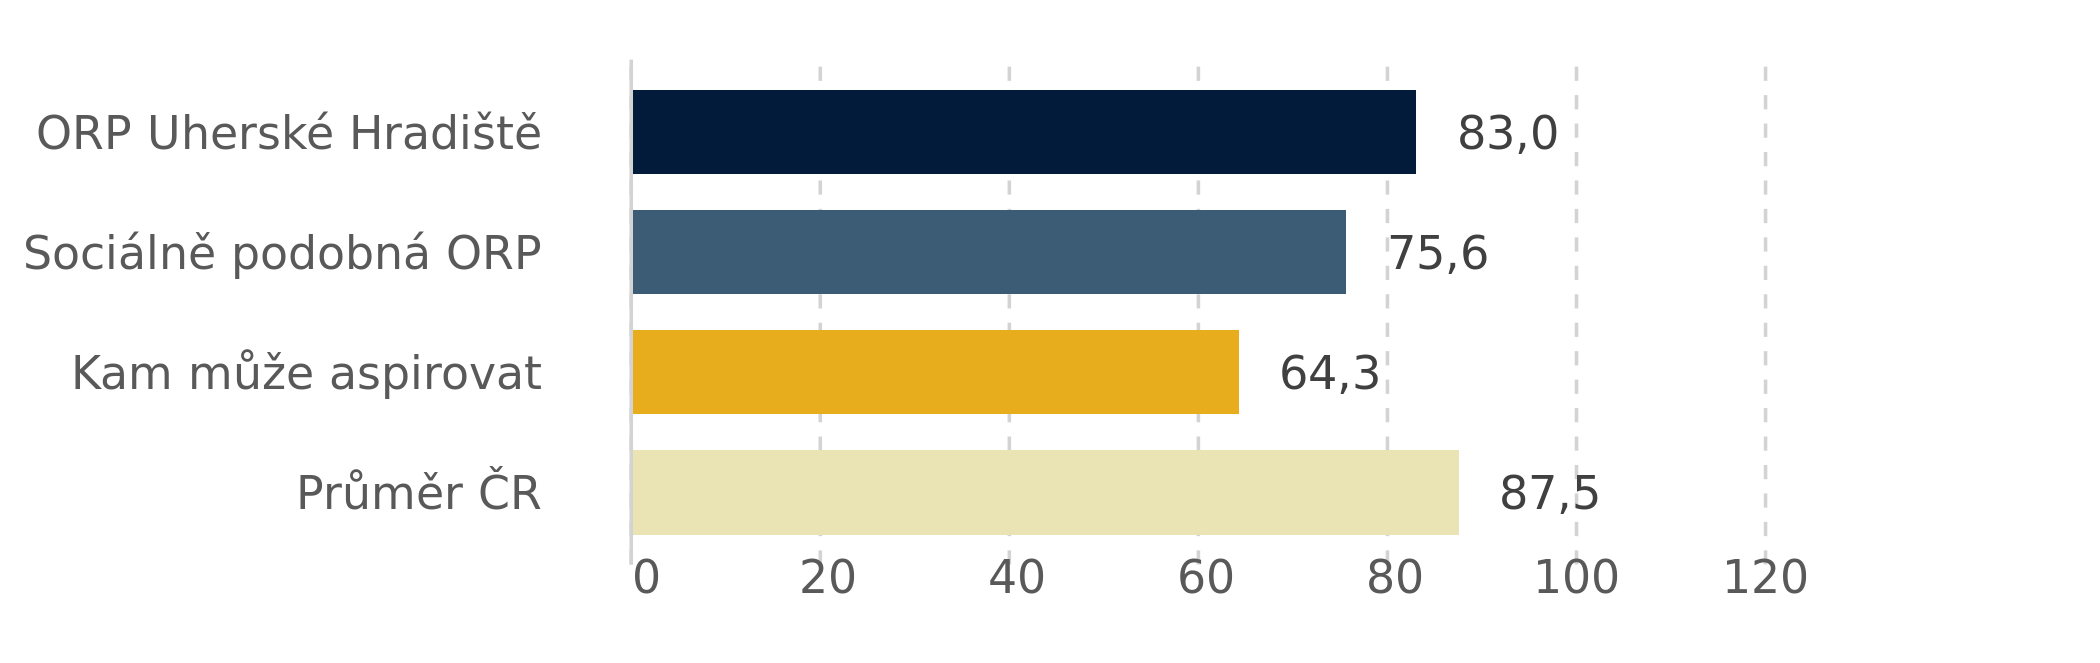 ORP Uherské Hradiště 83,0
Sociálně podobná ORP 75,6
Kam může aspirovat 64,3
Průměr ČR 87,5
0 20 40 60 80 100 120